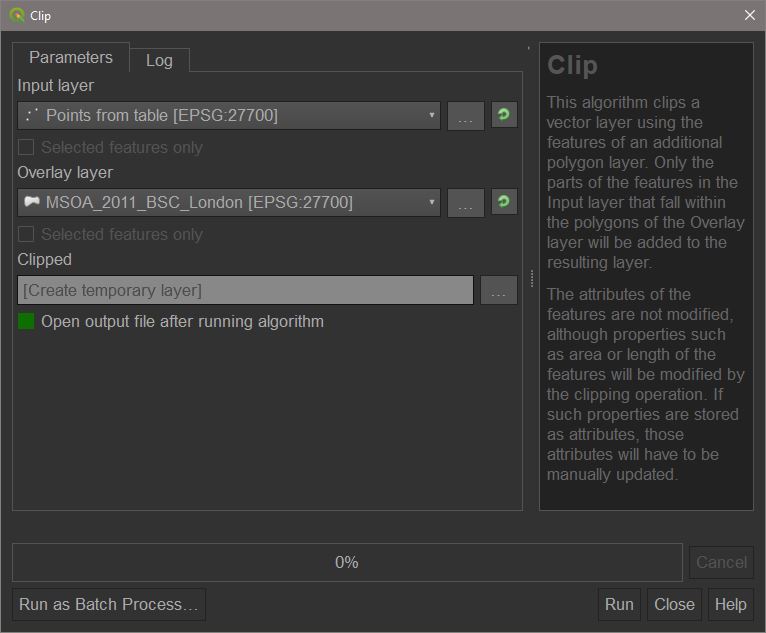 Clip
Parameters
Log
Input layer
Points from table [EPSG:27700]
...
Selected features only
Overlay layer
MSOA_2011_BSC_London [EPSG:27700]
...
Selected features only
Clipped
[Create temporary layer]
...
Open output file after running algorithm
Clip
This algorithm clips a
vector layer using the
features of an additional
polygon layer. Only the
parts of the features in the
Input layer that fall within
the polygons of the Overlay
layer will be added to the
resulting layer.
The attributes of the
features are not modified,
although properties such
as area or length of the
features will be modified by
the clipping operation. If
such properties are stored
as attributes, those
attributes will have to be
manually updated.
0%
Cancel
Run as Batch Process...
Run
Close
Help